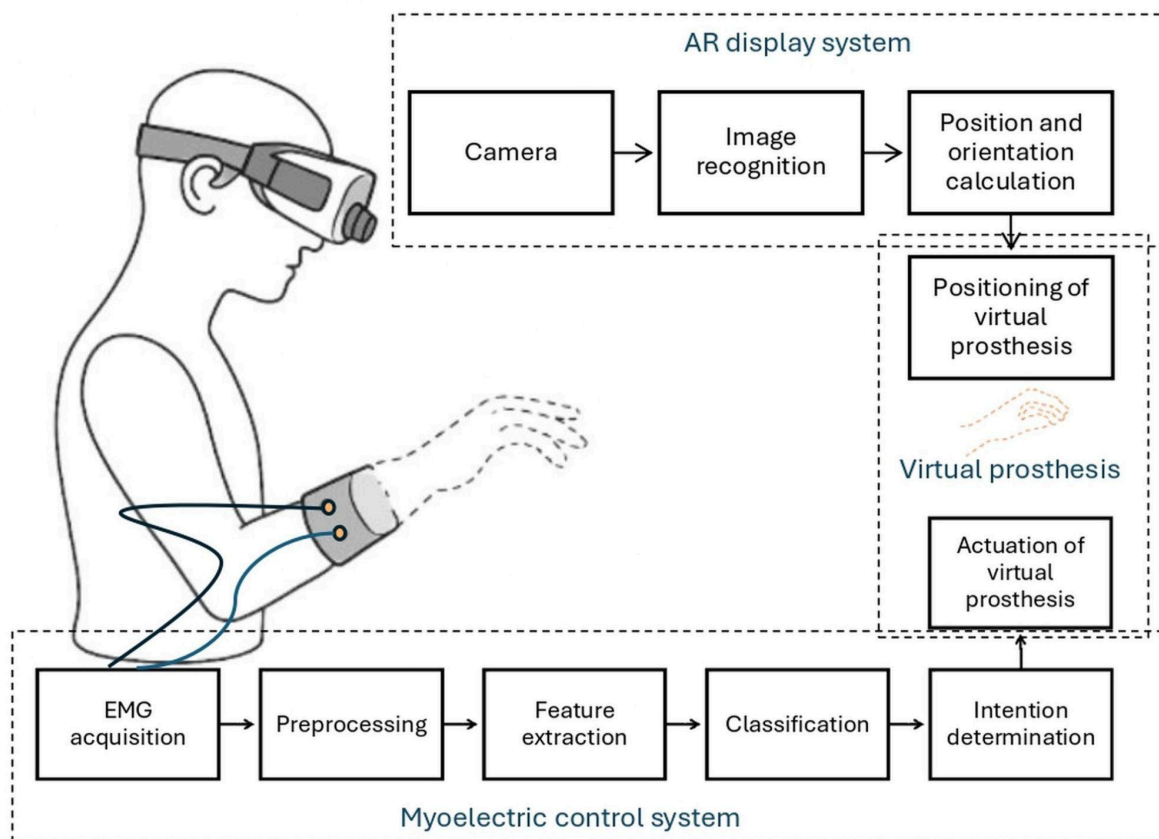 AR display system
Camera
Image
recognition
Position and
orientation
calculation
Positioning of
virtual
prosthesis
Virtual prosthesis
Actuation of
virtual
prosthesis
EMG
acquisition
Preprocessing
Feature
extraction
Classification
Intention
determination
Myoelectric control system